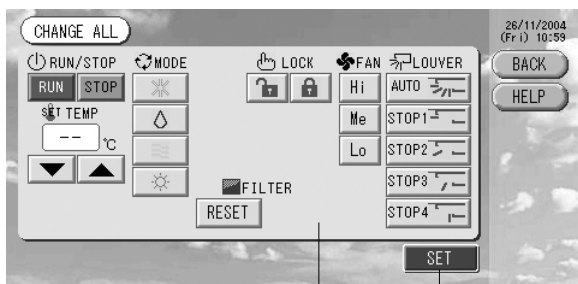 CHANGE ALL
26/11/2004
(Fri) 10:59
RUN/STOP MODE LOCK FAN LOUVER
BACK
RUN STOP Hi AUTO
HELP
SET TEMP Me STOP1
-- °C Lo STOP2
STOP3
FILTER
RESET STOP4
SET